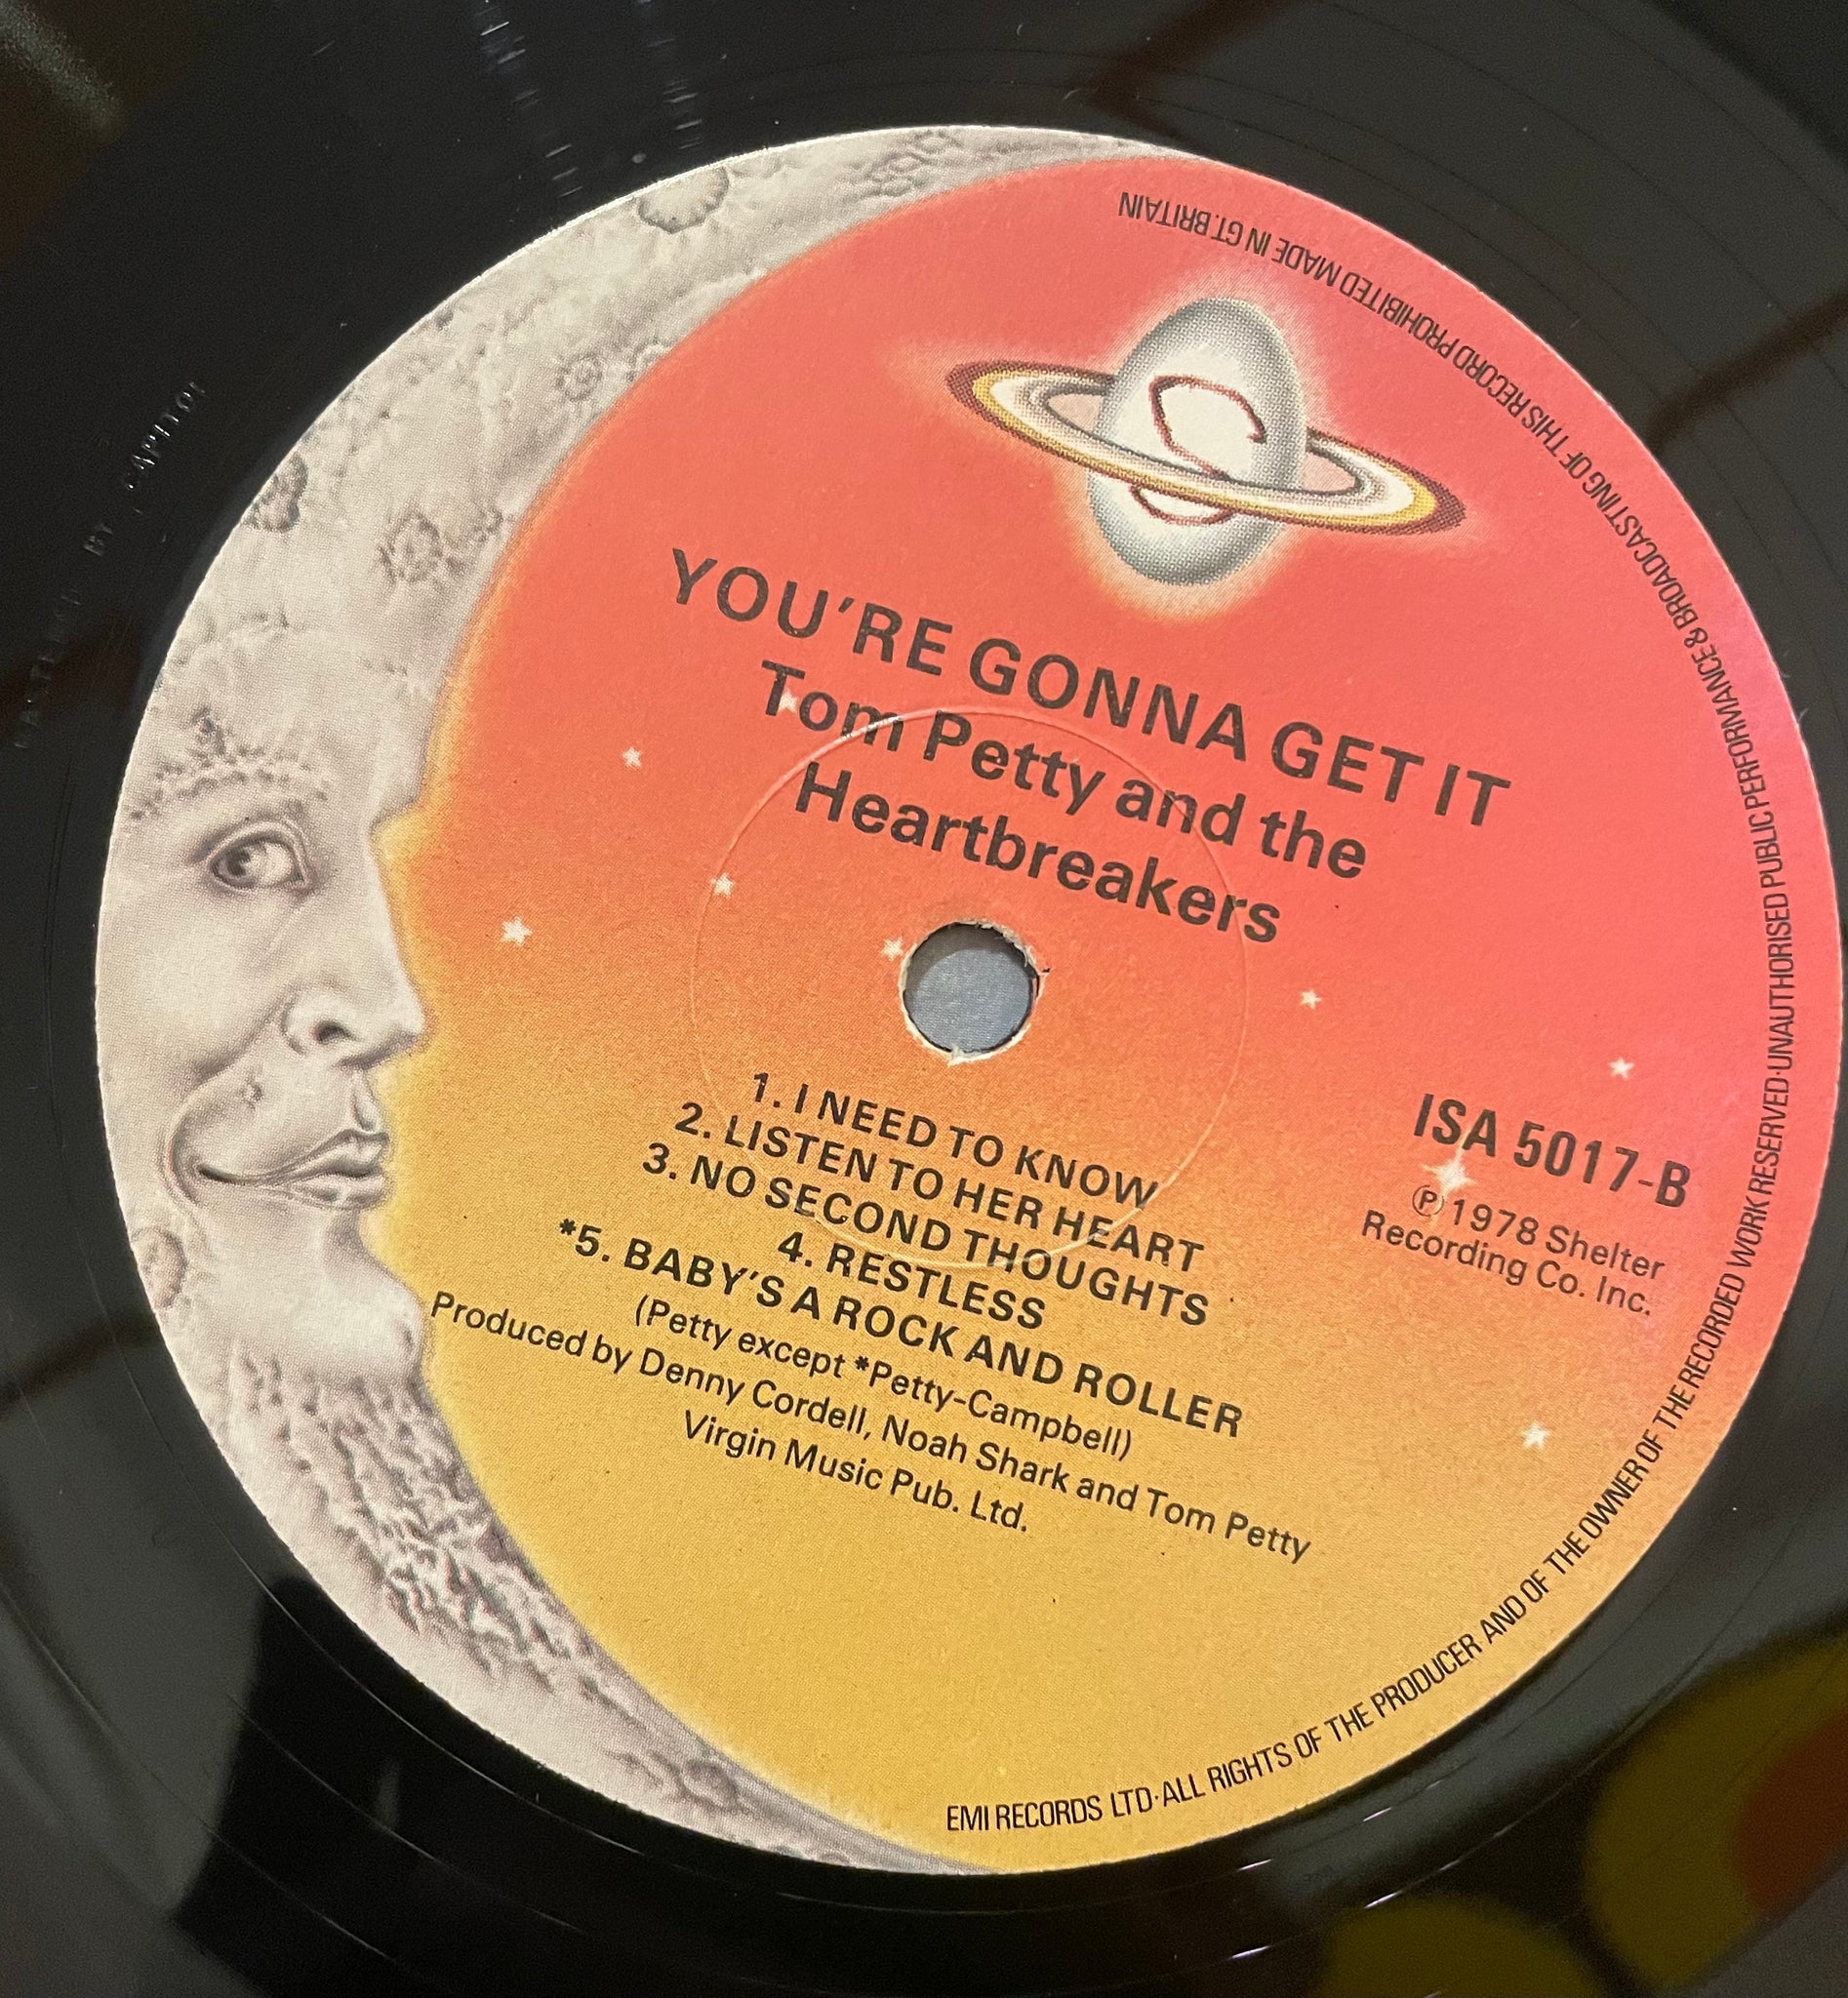 YOU'RE GONNA GET IT
Tom Petty and the
Heartbreakers
ISA 5017-B
Ⓟ 1978 Shelter
Recording Co. Inc.
1. I NEED TO KNOW
2. LISTEN TO HER HEART
3. NO SECOND THOUGHTS
4. RESTLESS
*5. BABY'S A ROCK AND ROLLER
(Petty except *Petty-Campbell)
Produced by Denny Cordell, Noah Shark and Tom Petty
Virgin Music Pub. Ltd.
EMI RECORDS LTD·ALL RIGHTS OF THE PRODUCER AND OF THE OWNER OF THE RECORDED WORK RESERVED·UNAUTHORISED PUBLIC PERFORMANCE & BROADCASTING OF THIS RECORD PROHIBITED MADE IN GT. BRITAIN
MASTERED BY CAPITOL